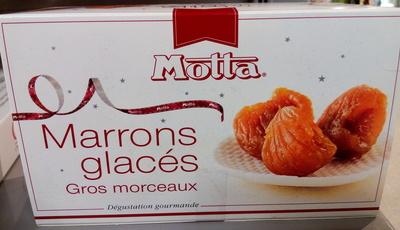 Motta
Marrons
glacés
Gros morceaux
Dégustation gourmande